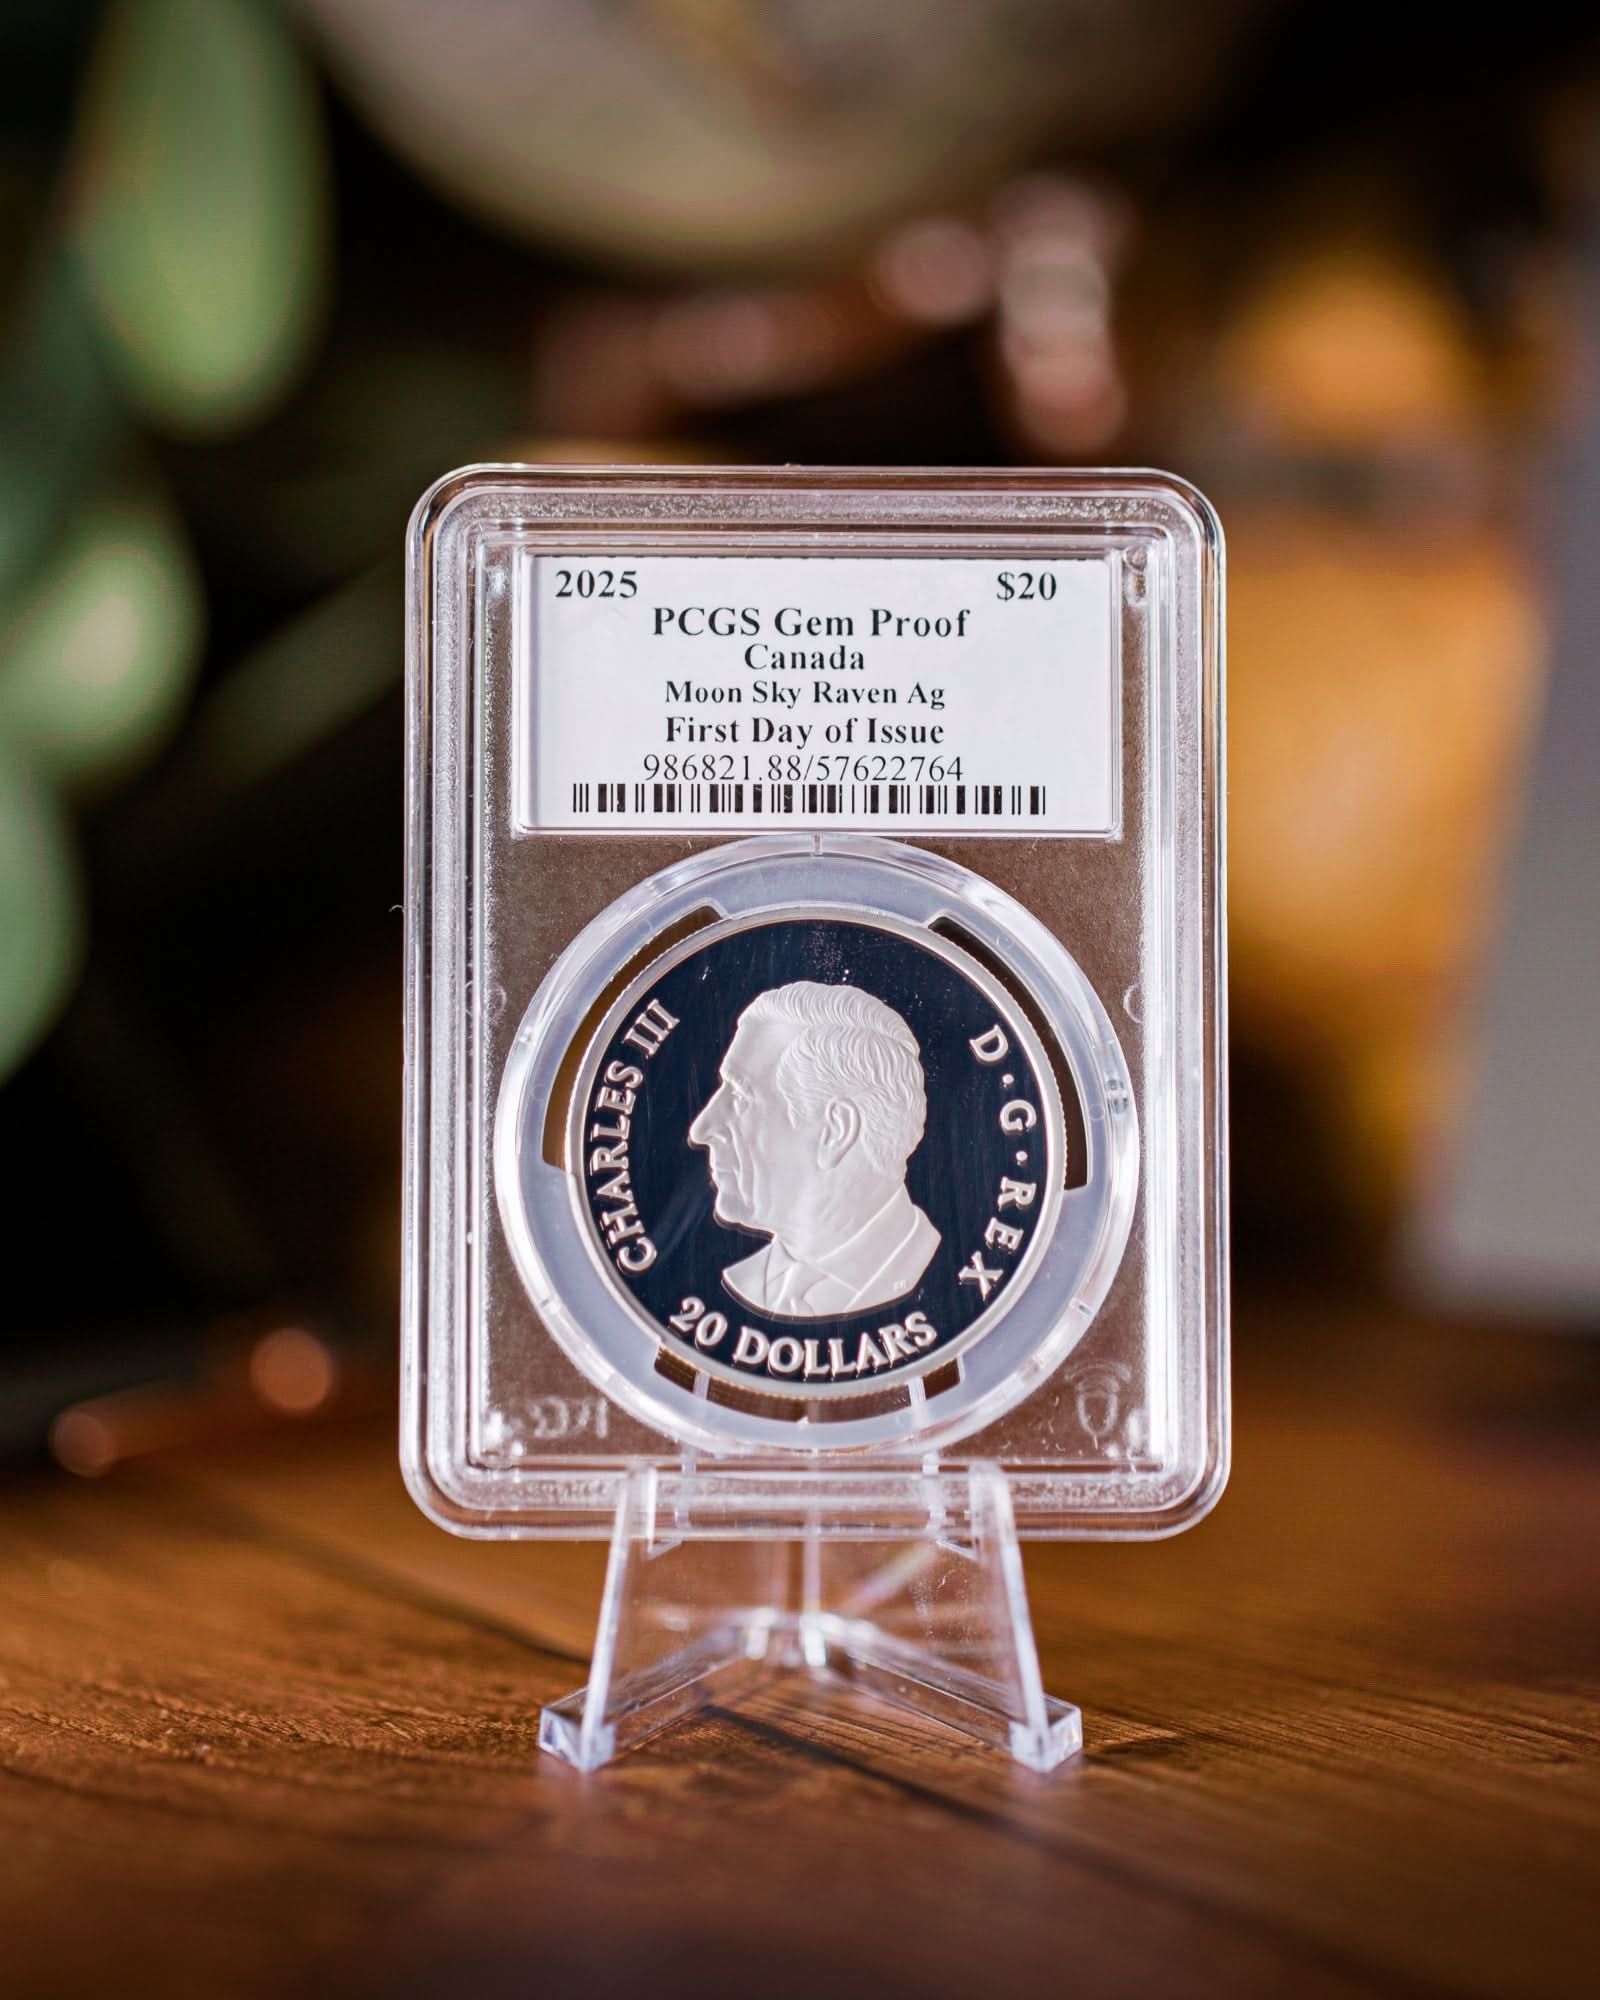 2025 $20
PCGS Gem Proof
Canada
Moon Sky Raven Ag
First Day of Issue
986821.88/57622764
CHARLES III
D·G·REX
20 DOLLARS